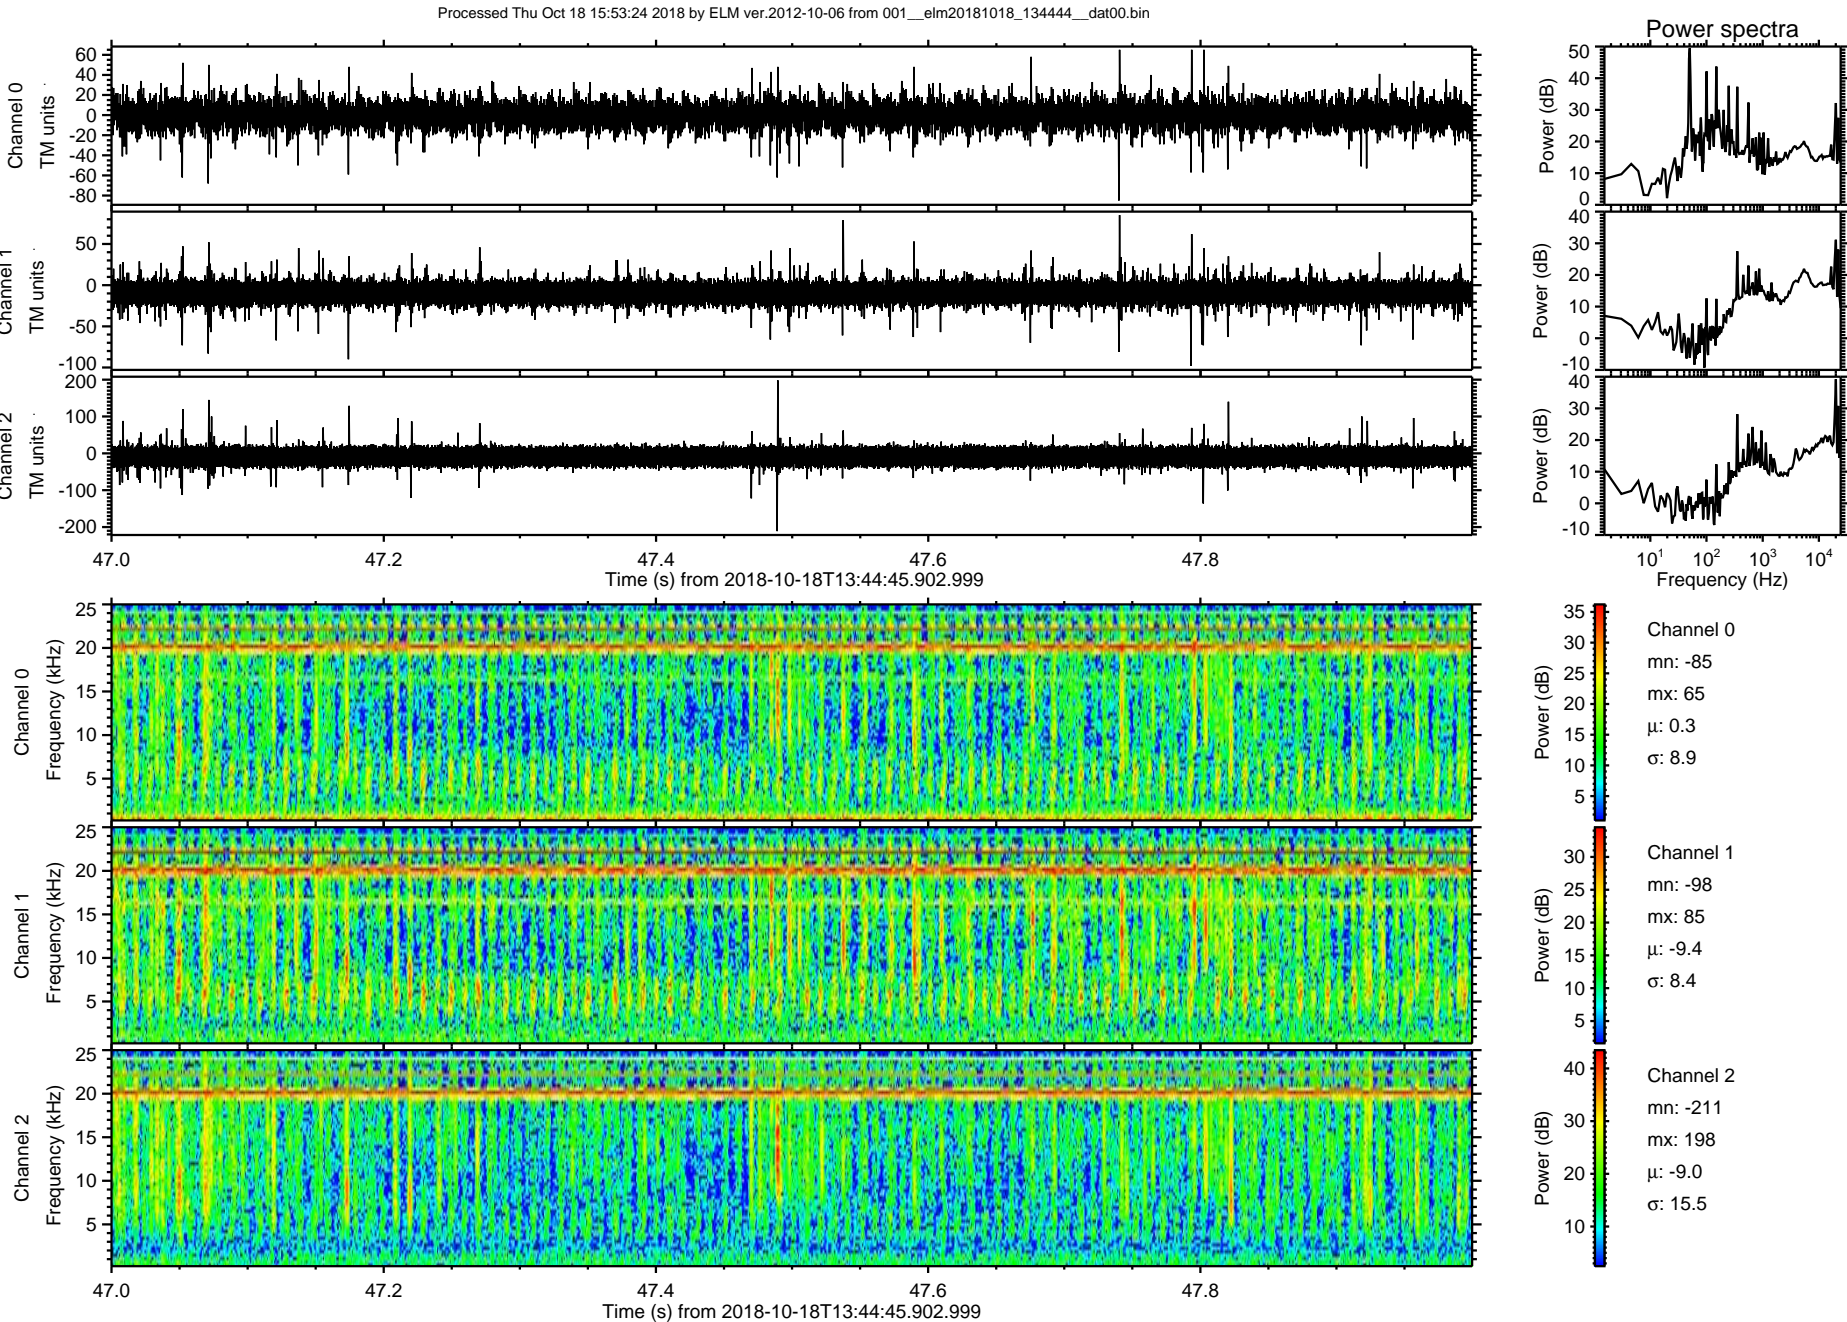 Processed Thu Oct 18 15:53:24 2018 by ELM ver.2012-10-06 from 001__elm20181018_134444__dat00.bin
Power spectra
Channel 0
TM units
60
40
20
0
-20
-40
-60
-80
Power (dB)
50
40
30
20
10
0
Channel 1
TM units
50
0
-50
-100
Power (dB)
40
30
20
10
0
-10
Channel 2
TM units
200
100
0
-100
-200
Power (dB)
40
30
20
10
0
-10
47.0 47.2 47.4 47.6 47.8
Time (s) from 2018-10-18T13:44:45.902.999
10^1 10^2 10^3 10^4
Frequency (Hz)
Channel 0
Frequency (kHz)
25
20
15
10
5
Power (dB)
35
30
25
20
15
10
5
Channel 0
mn: -85
mx: 65
μ: 0.3
σ: 8.9
Channel 1
Frequency (kHz)
25
20
15
10
5
Power (dB)
30
25
20
15
10
5
Channel 1
mn: -98
mx: 85
μ: -9.4
σ: 8.4
Channel 2
Frequency (kHz)
25
20
15
10
5
Power (dB)
40
30
20
10
Channel 2
mn: -211
mx: 198
μ: -9.0
σ: 15.5
47.0 47.2 47.4 47.6 47.8
Time (s) from 2018-10-18T13:44:45.902.999